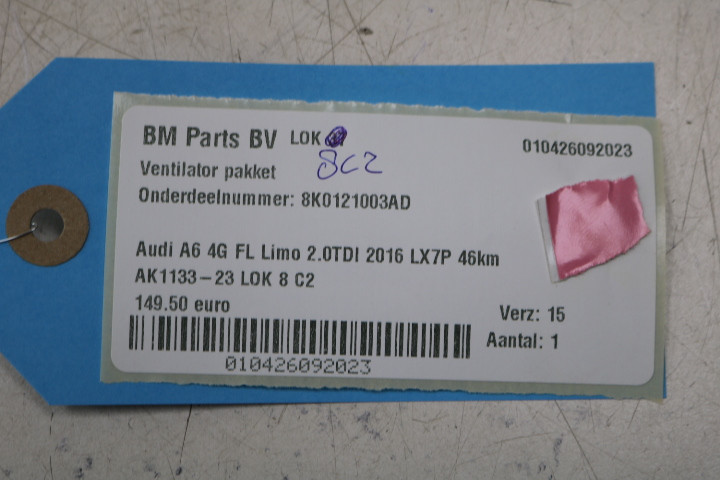 BM Parts BV LOK
8C2
010426092023
Ventilator pakket
Onderdeelnummer: 8K0121003AD
Audi A6 4G FL Limo 2.0TDI 2016 LX7P 46km
AK1133-23 LOK 8 C2
149.50 euro
Verz: 15
Aantal: 1
010426092023